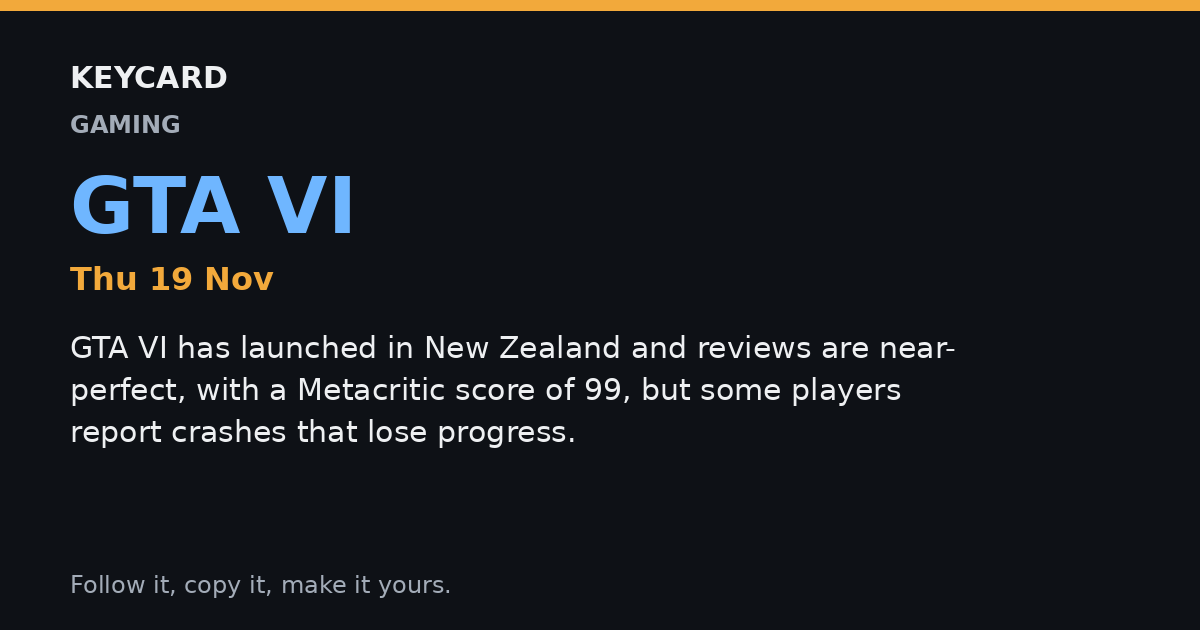 KEYCARD
GAMING
GTA VI
Thu 19 Nov
GTA VI has launched in New Zealand and reviews are near-
perfect, with a Metacritic score of 99, but some players
report crashes that lose progress.
Follow it, copy it, make it yours.